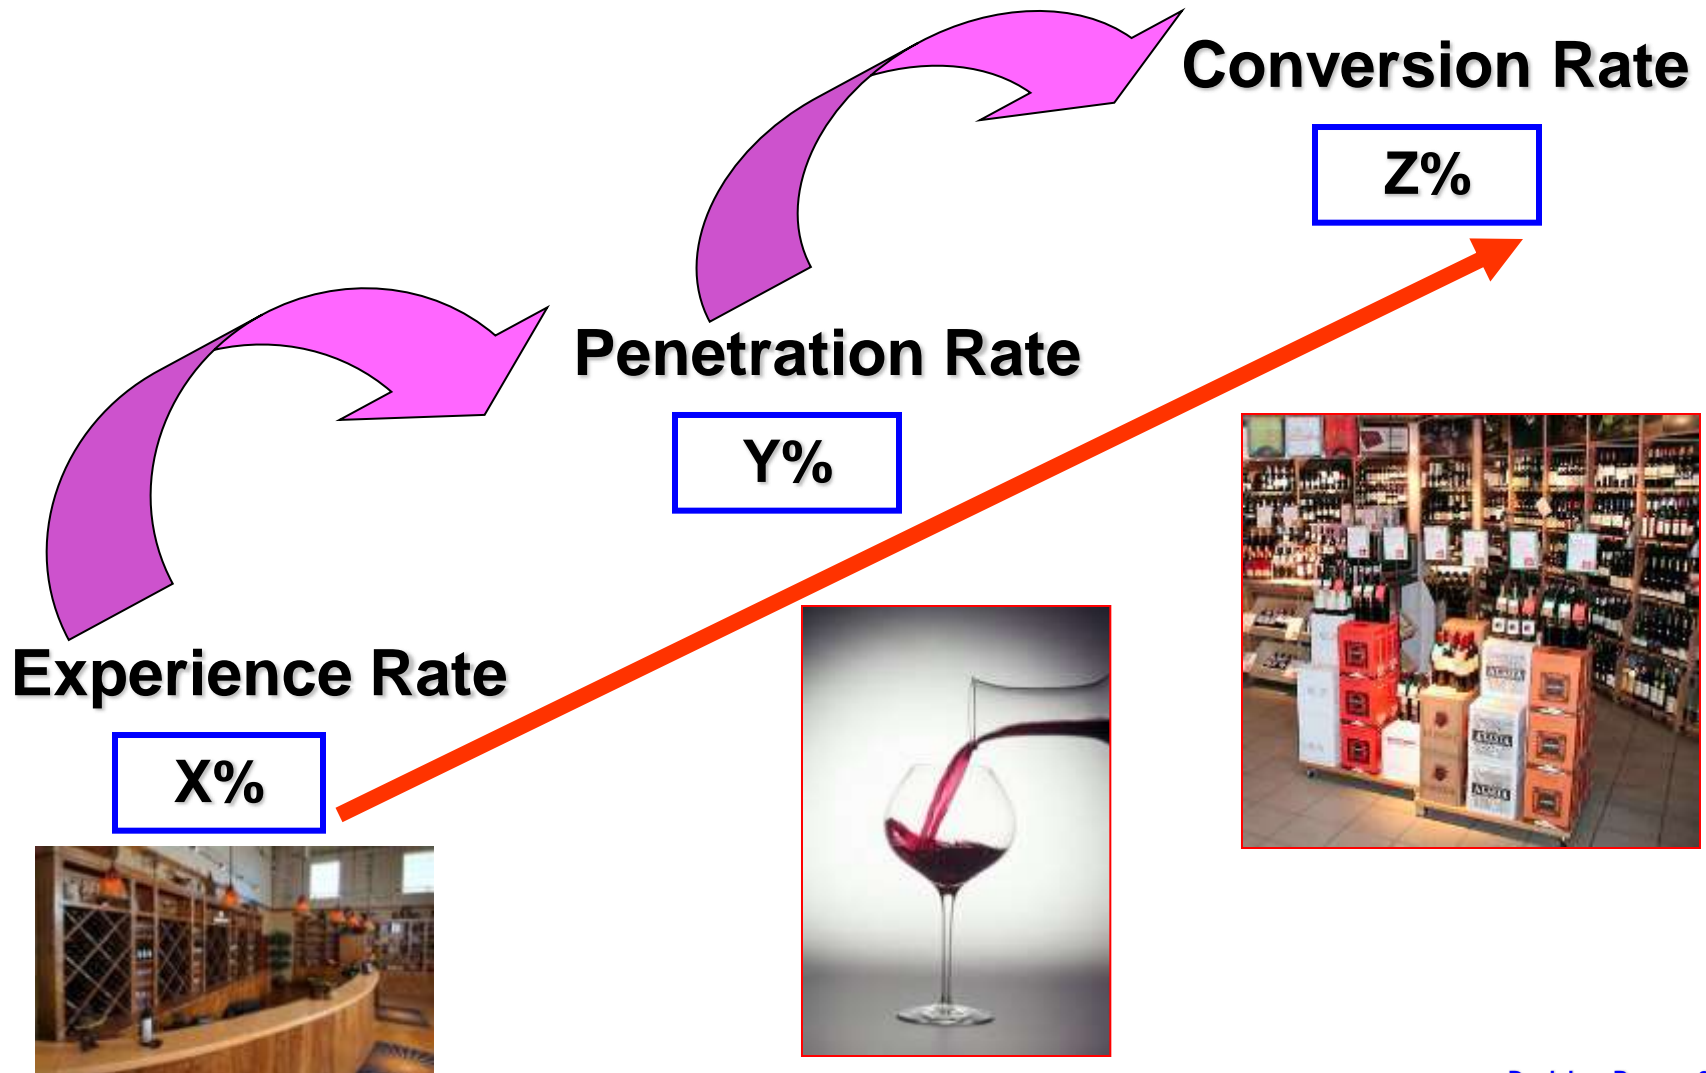 Conversion Rate
Z%
Penetration Rate
Y%
Experience Rate
X%